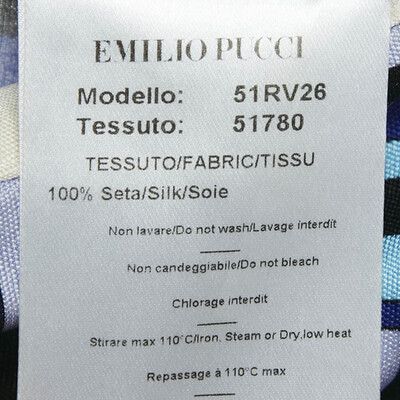 EMILIO PUCCI
Modello: 51RV26
Tessuto: 51780
TESSUTO/FABRIC/TISSU
100% Seta/Silk/Soie
Non lavare/Do not wash/Lavage interdit
Non candeggiabile/Do not bleach
Chlorage interdit
Stirare max 110°C/Iron, Steam or Dry,low heat
Repassage à 110°C max